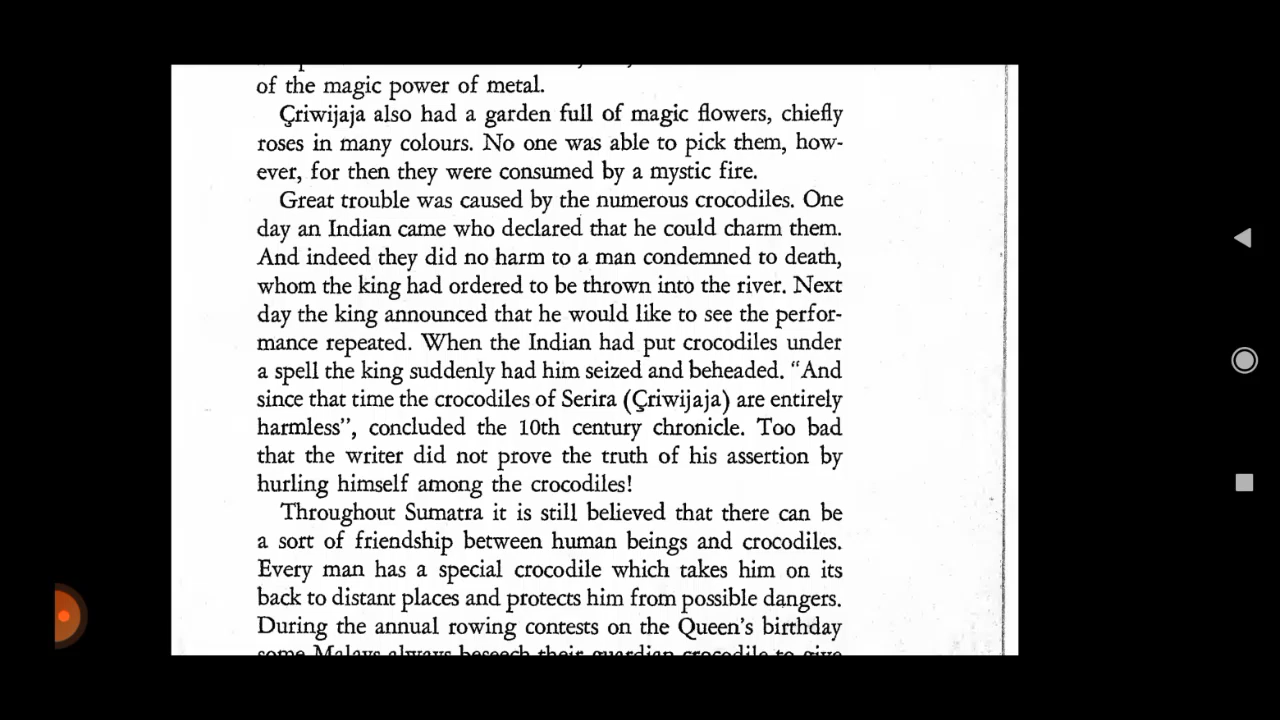 of the magic power of metal.
Çriwijaja also had a garden full of magic flowers, chiefly
roses in many colours. No one was able to pick them, how-
ever, for then they were consumed by a mystic fire.
Great trouble was caused by the numerous crocodiles. One
day an Indian came who declared that he could charm them.
And indeed they did no harm to a man condemned to death,
whom the king had ordered to be thrown into the river. Next
day the king announced that he would like to see the perfor-
mance repeated. When the Indian had put crocodiles under
a spell the king suddenly had him seized and beheaded. “And
since that time the crocodiles of Serira (Çriwijaja) are entirely
harmless”, concluded the 10th century chronicle. Too bad
that the writer did not prove the truth of his assertion by
hurling himself among the crocodiles!
Throughout Sumatra it is still believed that there can be
a sort of friendship between human beings and crocodiles.
Every man has a special crocodile which takes him on its
back to distant places and protects him from possible dangers.
During the annual rowing contests on the Queen’s birthday
some Malays always beseech their guardian crocodile to give